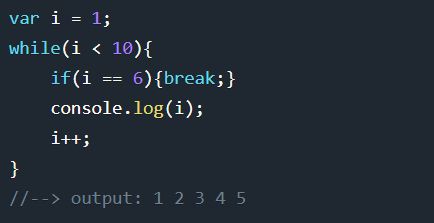 var i = 1;
while(i < 10){
    if(i == 6){break;}
    console.log(i);
    i++;
}
//--> output: 1 2 3 4 5